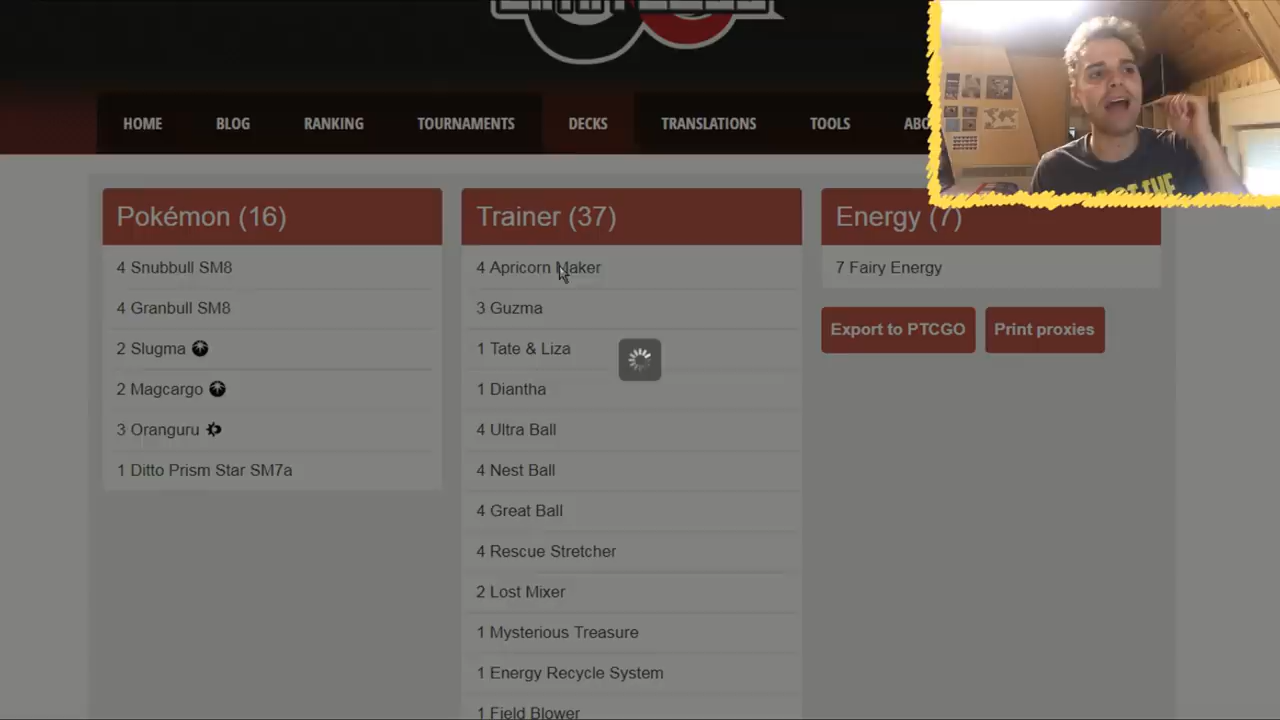 HOME BLOG RANKING TOURNAMENTS DECKS TRANSLATIONS TOOLS ABO
Pokémon (16)
4 Snubbull SM8
4 Granbull SM8
2 Slugma
2 Magcargo
3 Oranguru
1 Ditto Prism Star SM7a
Trainer (37)
4 Apricorn Maker
3 Guzma
1 Tate & Liza
1 Diantha
4 Ultra Ball
4 Nest Ball
4 Great Ball
4 Rescue Stretcher
2 Lost Mixer
1 Mysterious Treasure
1 Energy Recycle System
1 Field Blower
Energy (7)
7 Fairy Energy
Export to PTCGO
Print proxies